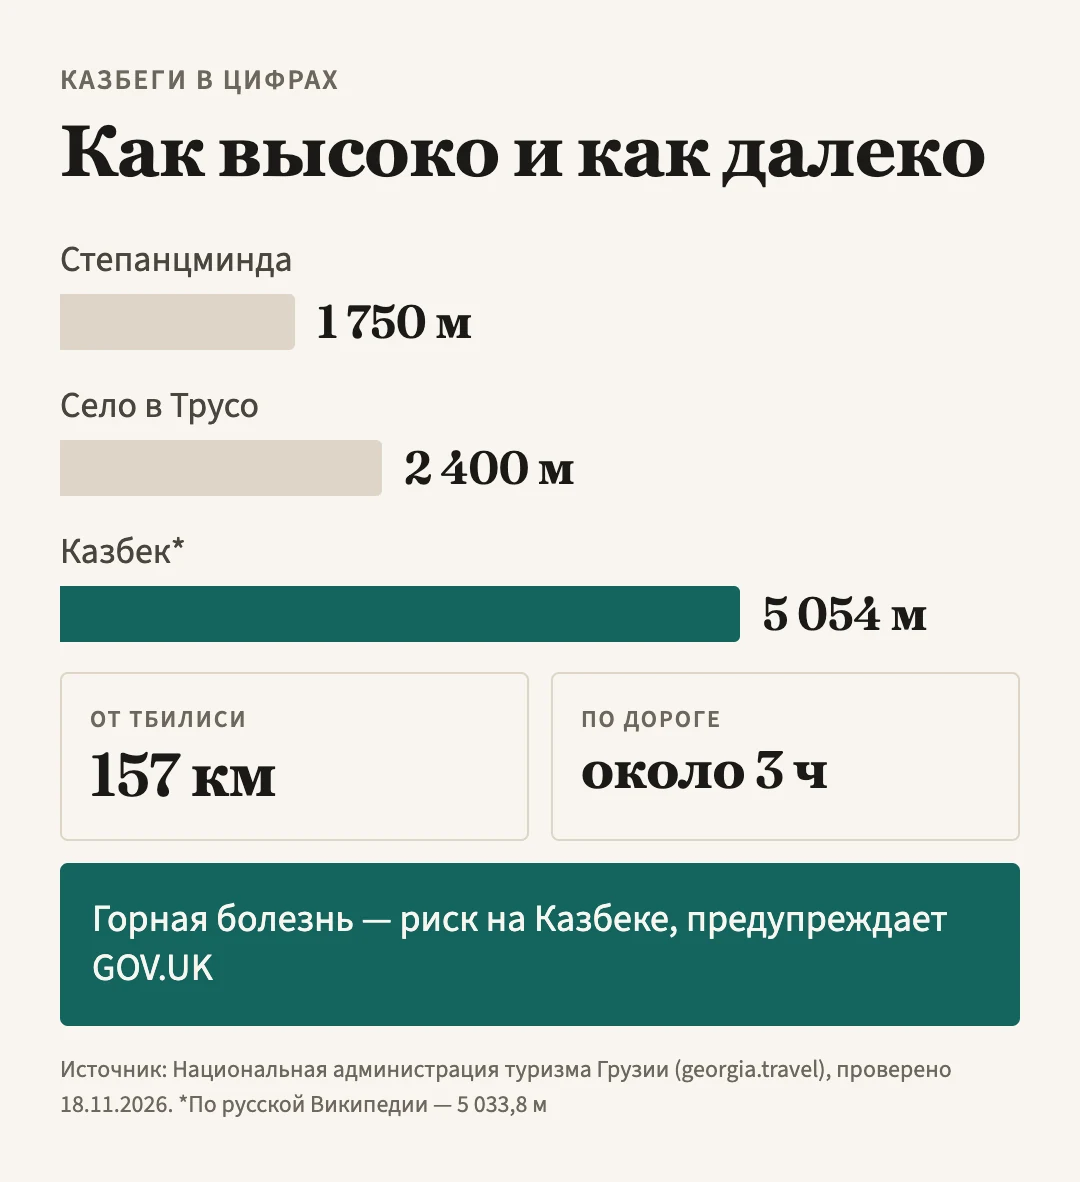 КАЗБЕГИ В ЦИФРАХ
Как высоко и как далеко
Степанцминда
1 750 м
Село в Трусо
2 400 м
Казбек*
5 054 м
ОТ ТБИЛИСИ
157 км
ПО ДОРОГЕ
около 3 ч
Горная болезнь — риск на Казбеке, предупреждает
GOV.UK
Источник: Национальная администрация туризма Грузии (georgia.travel), проверено
18.11.2026. *По русской Википедии — 5 033,8 м